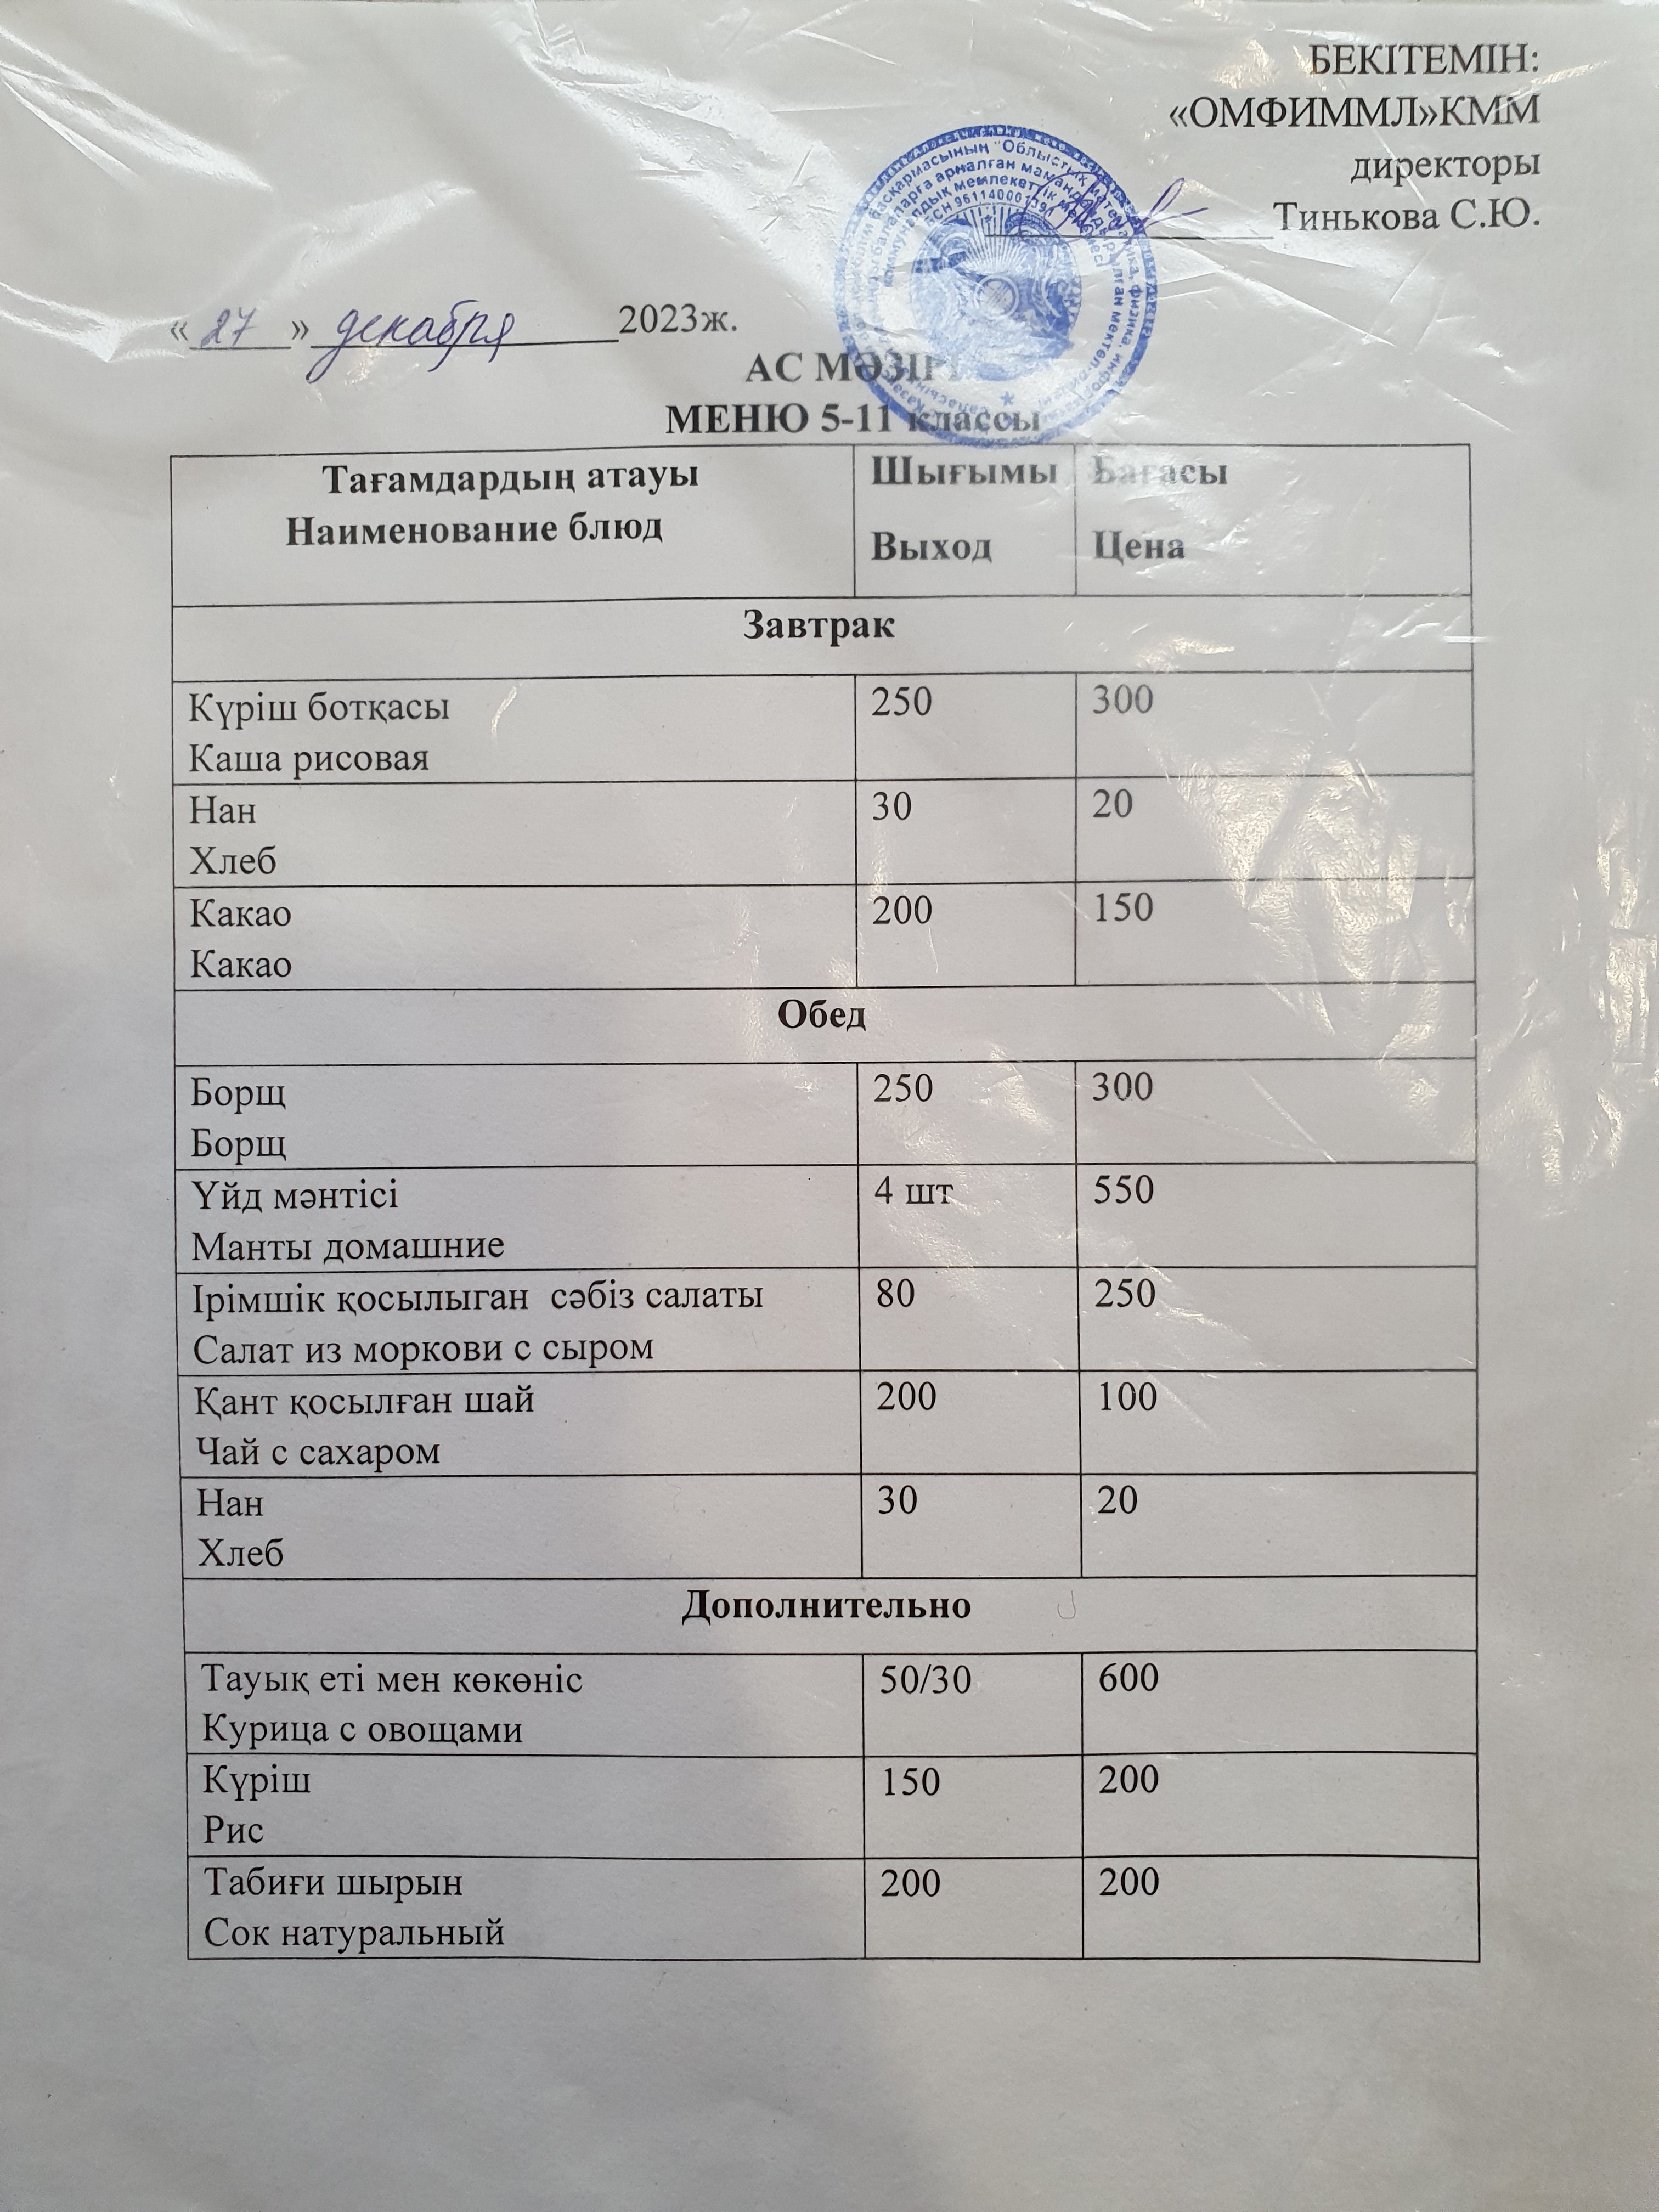 БЕКІТЕМІН:
«ОМФИММЛ»КММ
директоры
Тинькова С.Ю.
«27» декабря 2023ж.
АС МӘЗІРІ
МЕНЮ 5-11 классы
Тағамдардың атауы
Наименование блюд
Шығымы
Выход
Бағасы
Цена
Завтрак
Күріш ботқасы 250 300
Каша рисовая
Нан 30 20
Хлеб
Какао 200 150
Какао
Обед
Борщ 250 300
Борщ
Үйд мәнтісі 4 шт 550
Манты домашние
Ірімшік қосылыған сәбіз салаты 80 250
Салат из моркови с сыром
Қант қосылған шай 200 100
Чай с сахаром
Нан 30 20
Хлеб
Дополнительно
Тауық еті мен көкөніс 50/30 600
Курица с овощами
Күріш 150 200
Рис
Табиғи шырын 200 200
Сок натуральный